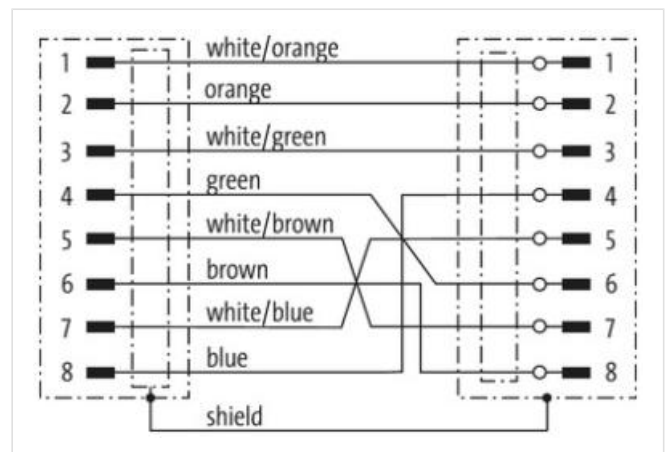 1 white/orange 1
2 orange 2
3 white/green 3
4 green 4
5 white/brown 5
6 brown 6
7 white/blue 7
8 blue 8
shield